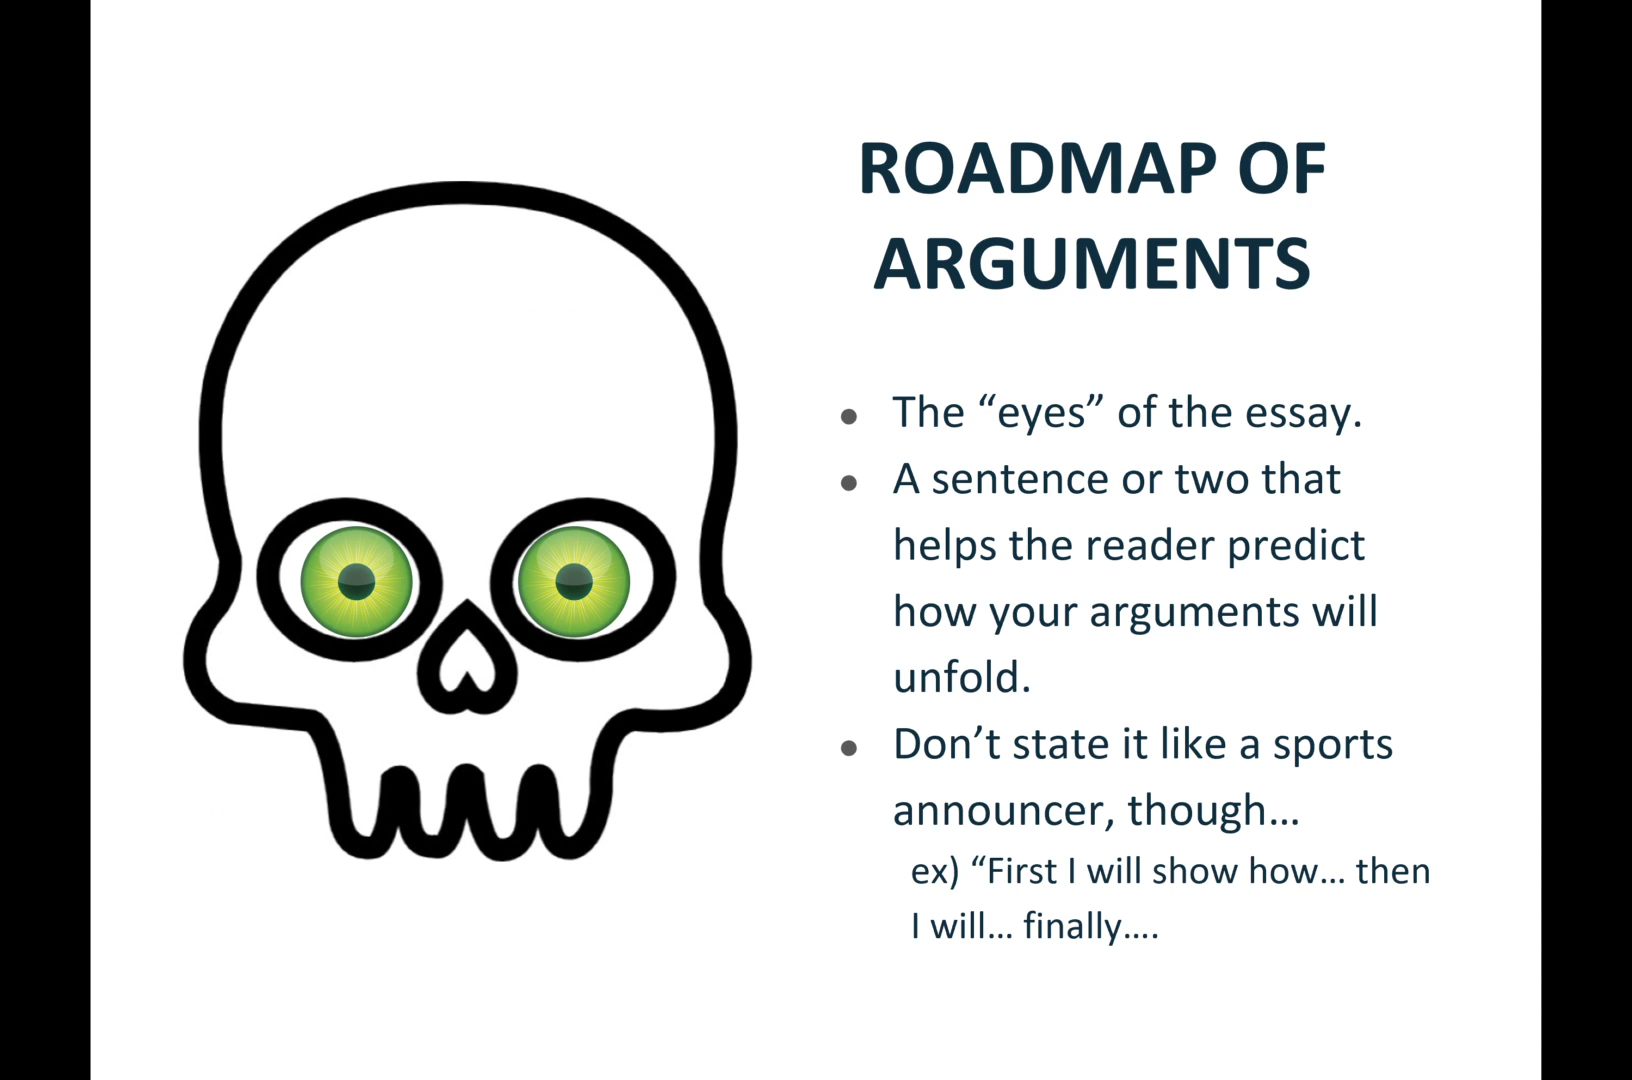 ROADMAP OF
ARGUMENTS
● The “eyes” of the essay.
● A sentence or two that
helps the reader predict
how your arguments will
unfold.
● Don’t state it like a sports
announcer, though…
ex) “First I will show how… then
I will… finally….